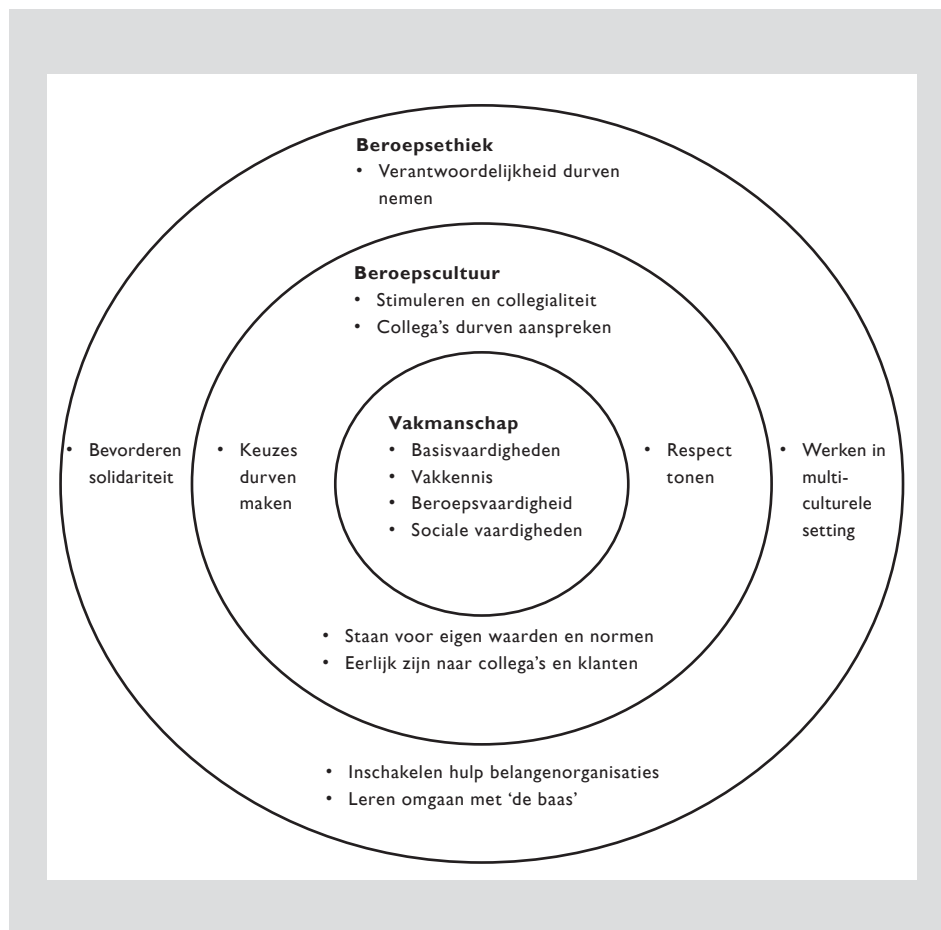 Beroepsethiek
• Verantwoordelijkheid durven
nemen
Beroepscultuur
• Stimuleren en collegialiteit
• Collega's durven aanspreken
• Bevorderen
solidariteit
• Keuzes
durven
maken
Vakmanschap
• Basisvaardigheden
• Vakkennis
• Beroepsvaardigheid
• Sociale vaardigheden
• Respect
tonen
• Werken in
multi-
culturele
setting
• Staan voor eigen waarden en normen
• Eerlijk zijn naar collega's en klanten
• Inschakelen hulp belangenorganisaties
• Leren omgaan met ‘de baas’